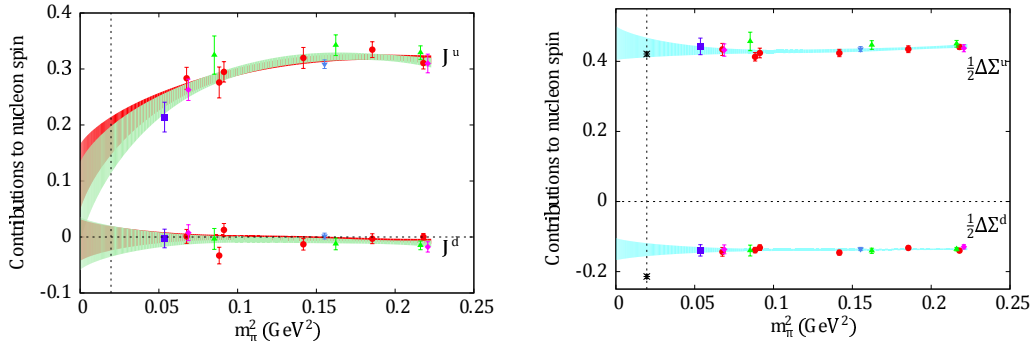 Contributions to nucleon spin
0.4
0.3
0.2
0.1
0
-0.1
0 0.05 0.1 0.15 0.2 0.25
m_π^2 (GeV^2)
J^u
J^d
Contributions to nucleon spin
0.4
0.2
0
-0.2
0 0.05 0.1 0.15 0.2 0.25
m_π^2 (GeV^2)
½ΔΣ^u
½ΔΣ^d